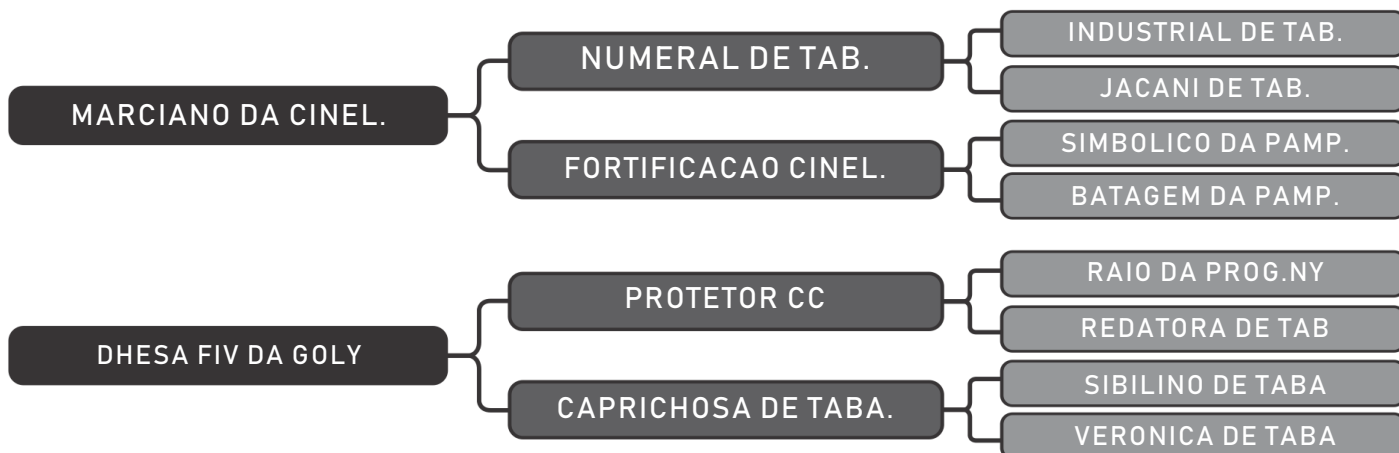 INDUSTRIAL DE TAB.
NUMERAL DE TAB.
JACANI DE TAB.
MARCIANO DA CINEL.
SIMBOLICO DA PAMP.
FORTIFICACAO CINEL.
BATAGEM DA PAMP.
RAIO DA PROG.NY
PROTETOR CC
REDATORA DE TAB
DHESA FIV DA GOLY
SIBILINO DE TABA
CAPRICHOSA DE TABA.
VERONICA DE TABA